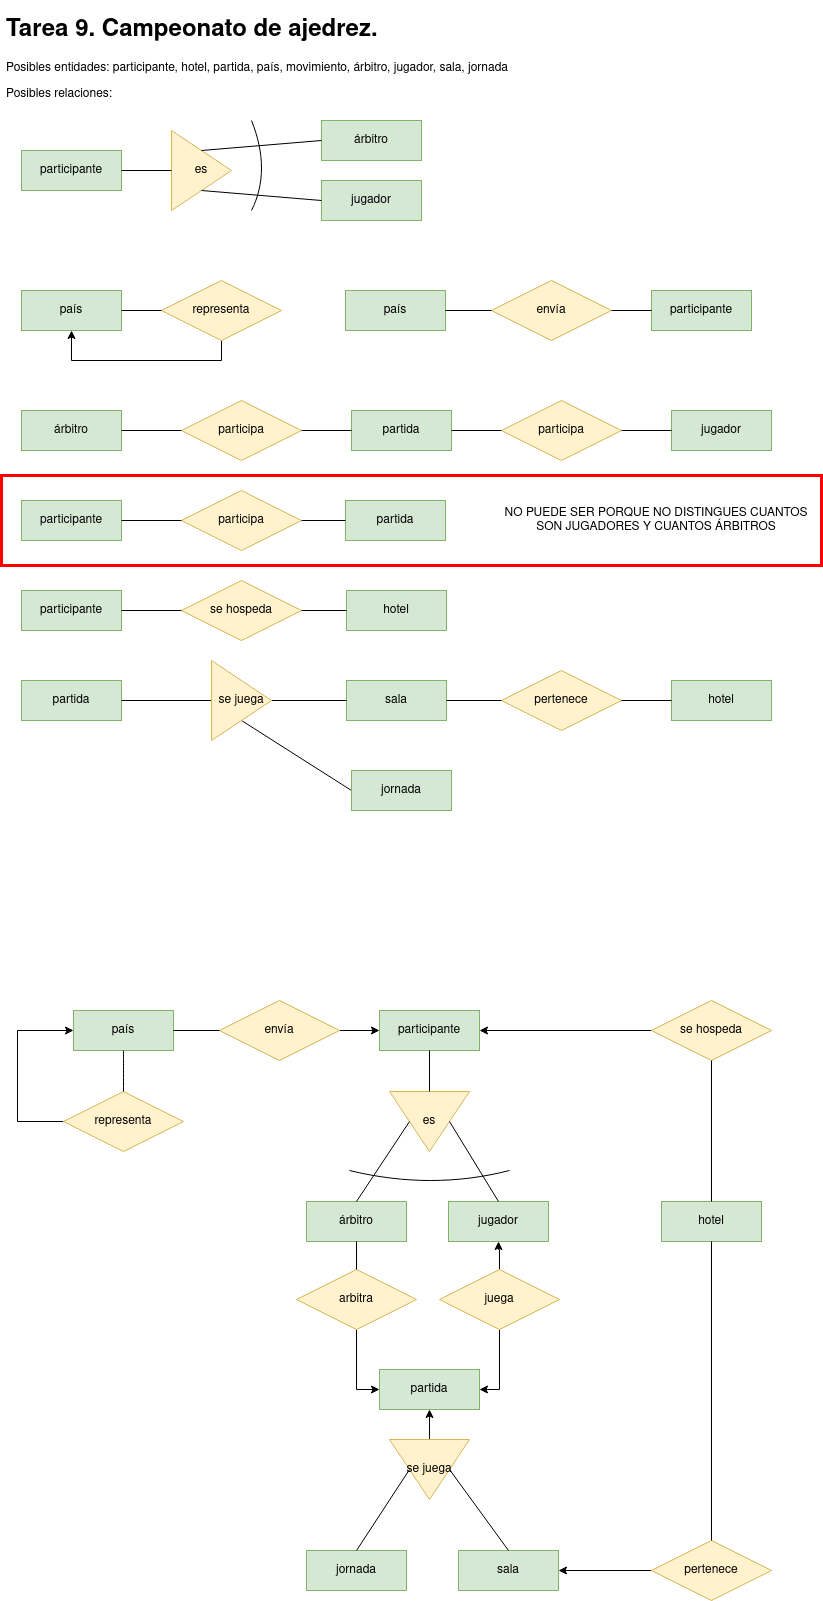 Tarea 9. Campeonato de ajedrez.
Posibles entidades: participante, hotel, partida, país, movimiento, árbitro, jugador, sala, jornada
Posibles relaciones:
árbitro
participante
es
jugador
país
representa
país
envía
participante
árbitro
participa
partida
participa
jugador
participante
participa
partida
NO PUEDE SER PORQUE NO DISTINGUES CUANTOS
SON JUGADORES Y CUANTOS ÁRBITROS
participante
se hospeda
hotel
partida
se juega
sala
pertenece
hotel
jornada
país
envía
participante
se hospeda
representa
es
árbitro
jugador
hotel
arbitra
juega
partida
se juega
jornada
sala
pertenece